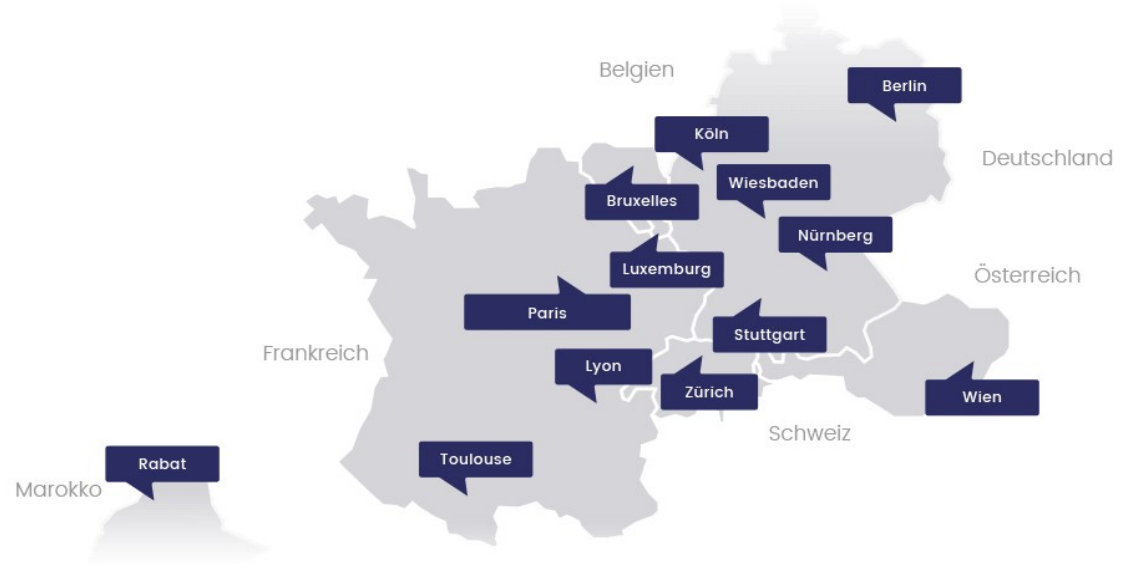 Belgien
Berlin
Köln
Deutschland
Wiesbaden
Bruxelles
Nürnberg
Luxemburg
Österreich
Paris
Stuttgart
Frankreich
Lyon
Zürich
Wien
Schweiz
Toulouse
Rabat
Marokko